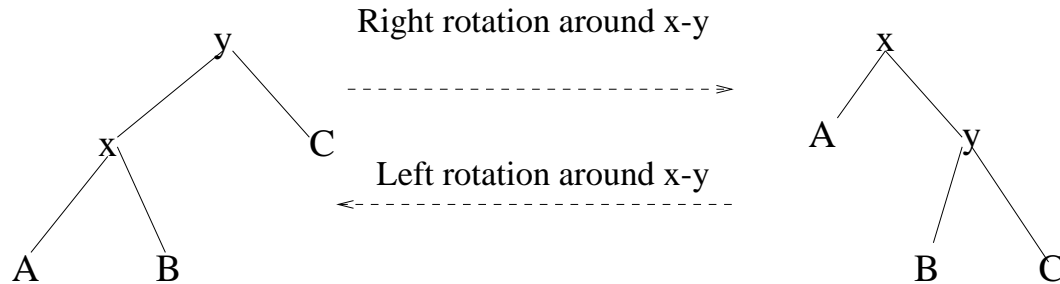 Right rotation around x-y
y
x
x
C
A
y
Left rotation around x-y
A
B
B
C